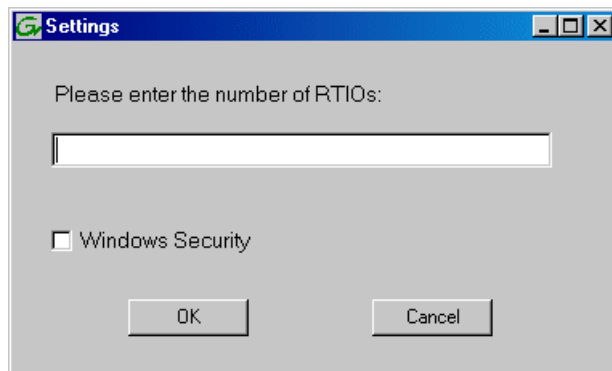 Settings
Please enter the number of RTIOs:
Windows Security
OK
Cancel